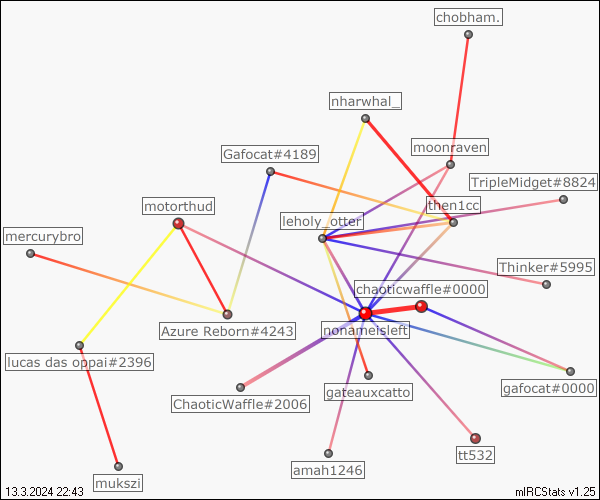 chobham.
nharwhal_
moonraven
Gafocat#4189
TripleMidget#8824
motorthud
then1cc
leholy_otter
mercurybro
Thinker#5995
chaoticwaffle#0000
Azure Reborn#4243
nonameisleft
lucas das oppai#2396
gafocat#0000
gateauxcatto
ChaoticWaffle#2006
tt532
amah1246
mukszi
13.3.2024 22:43
mIRCStats v1.25